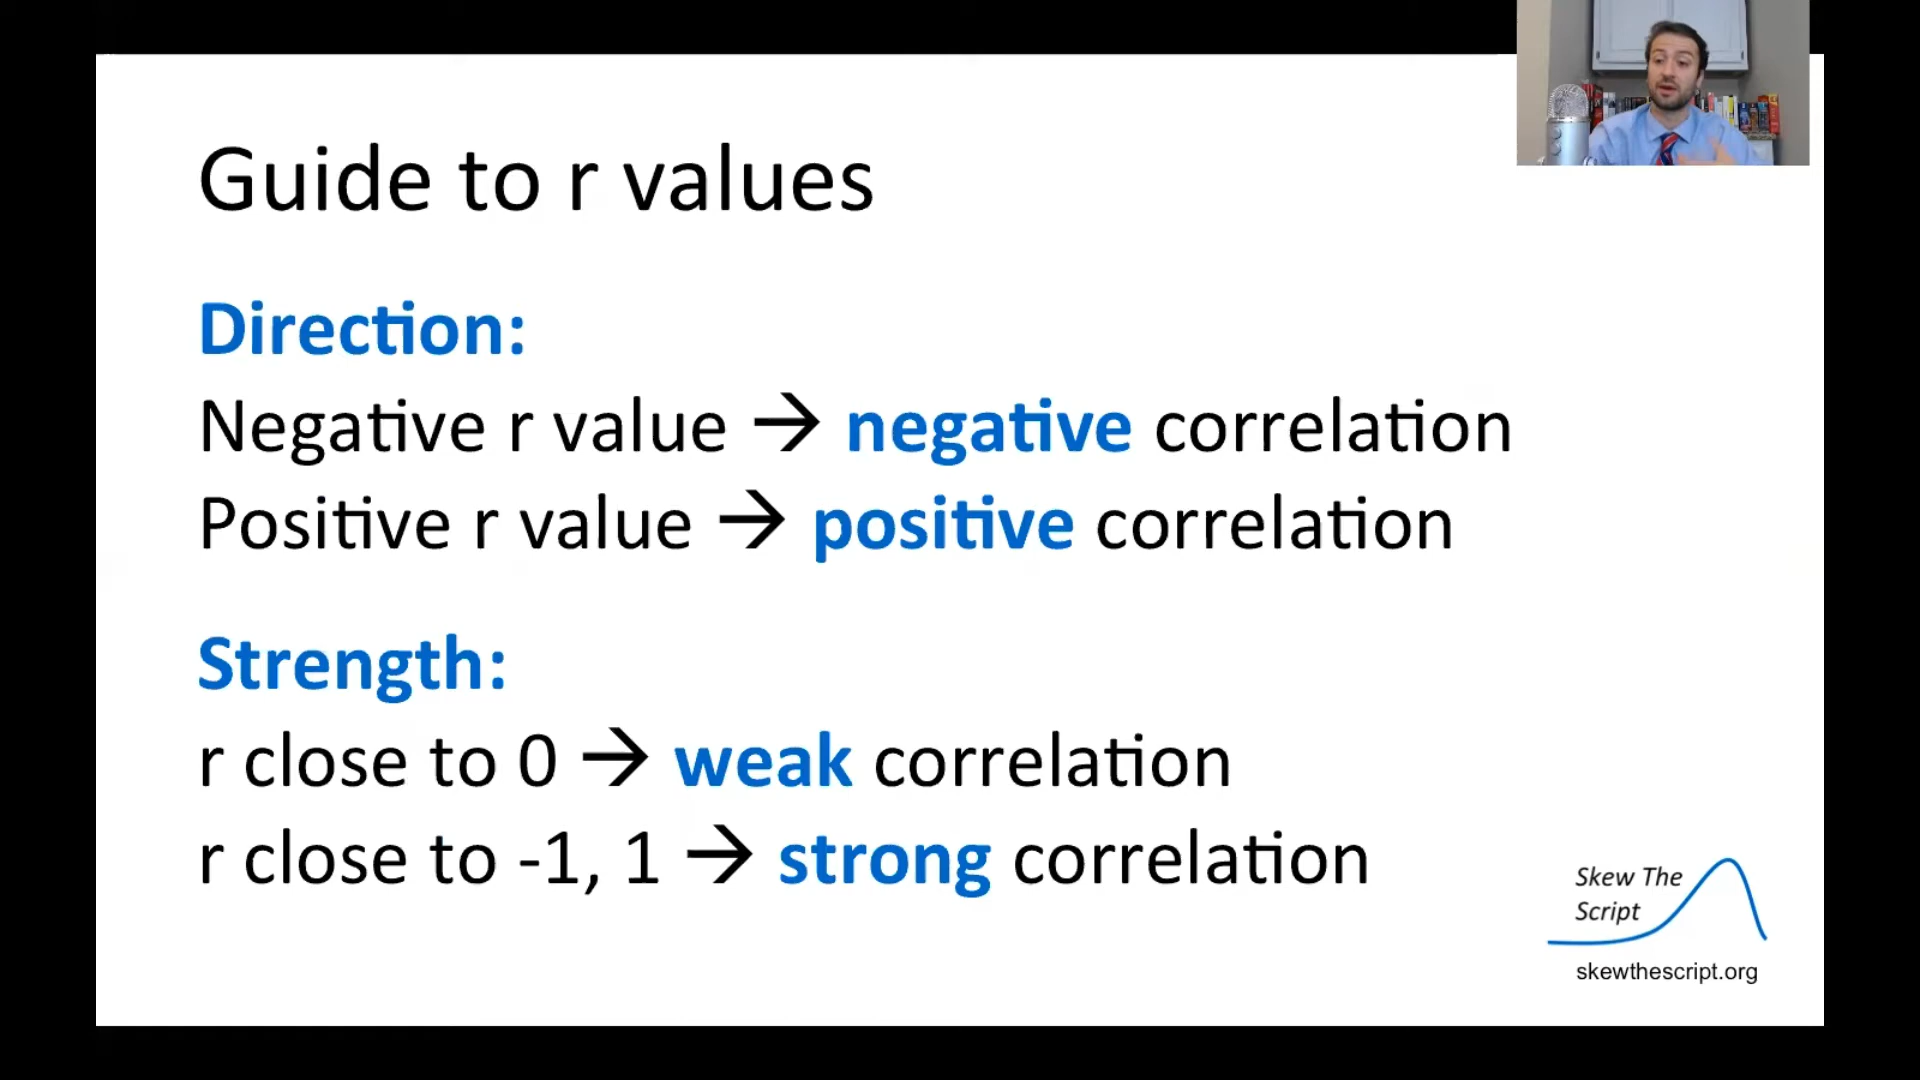 Guide to r values
Direction:
Negative r value → negative correlation
Positive r value → positive correlation
Strength:
r close to 0 → weak correlation
r close to -1, 1 → strong correlation
Skew The
Script
skewthescript.org